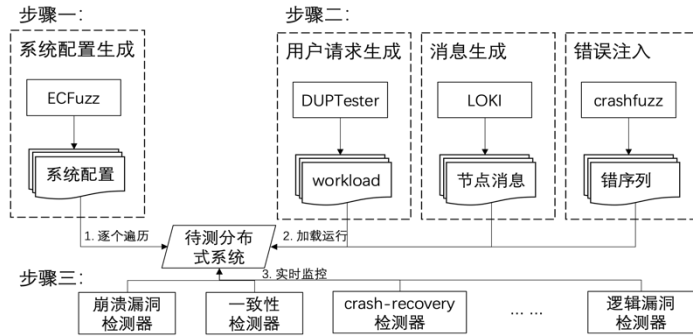 步骤一:
步骤二:
系统配置生成
用户请求生成
消息生成
错误注入
ECFuzz
DUPTester
LOKI
crashfuzz
系统配置
workload
节点消息
错序列
1. 逐个遍历
待测分布
式系统
2. 加载运行
步骤三:
3. 实时监控
崩溃漏洞
检测器
一致性
检测器
crash-recovery
检测器
... ...
逻辑漏洞
检测器